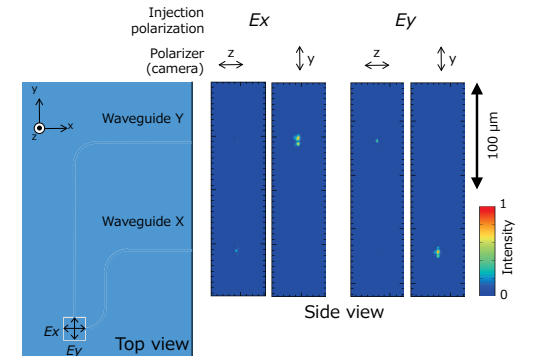 Injection
polarization
Ex
Ey
Polarizer
(camera)
z
y
z
y
y
x
z
Waveguide Y
Waveguide X
Ex
Ey
Top view
Side view
100 μm
1
Intensity
0